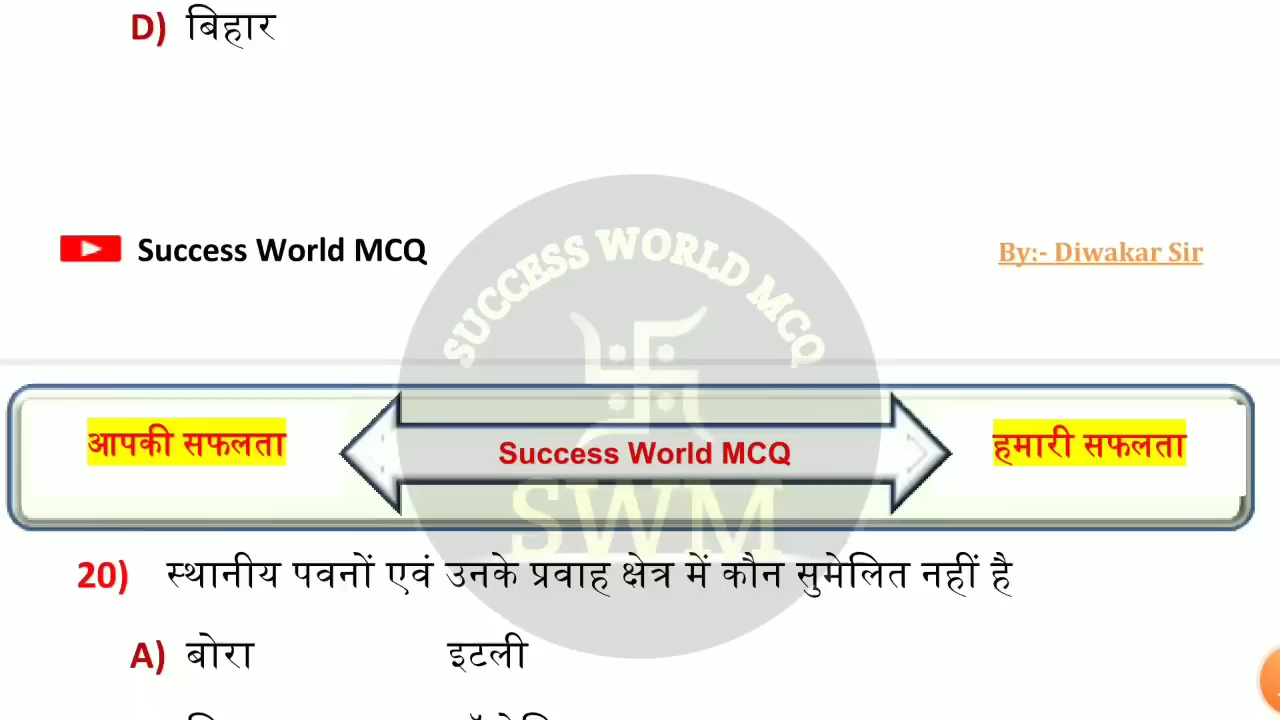 D) बिहार
SUCCESS WORLD MCQ
Success World MCQ
By:- Diwakar Sir
आपकी सफलता
Success World MCQ
हमारी सफलता
SWM
20) स्थानीय पवनों एवं उनके प्रवाह क्षेत्र में कौन सुमेलित नहीं है
A) बोरा इटली